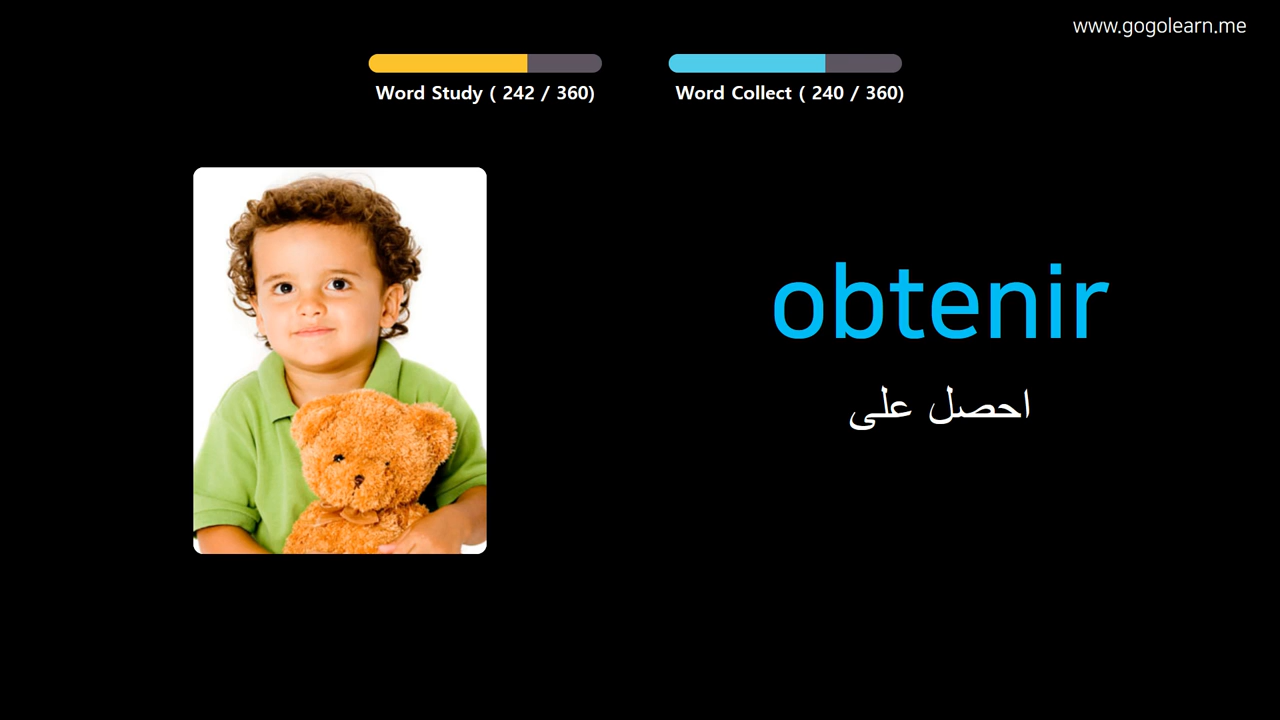 www.gogolearn.me
Word Study ( 242 / 360)
Word Collect ( 240 / 360)
obtenir
احصل على